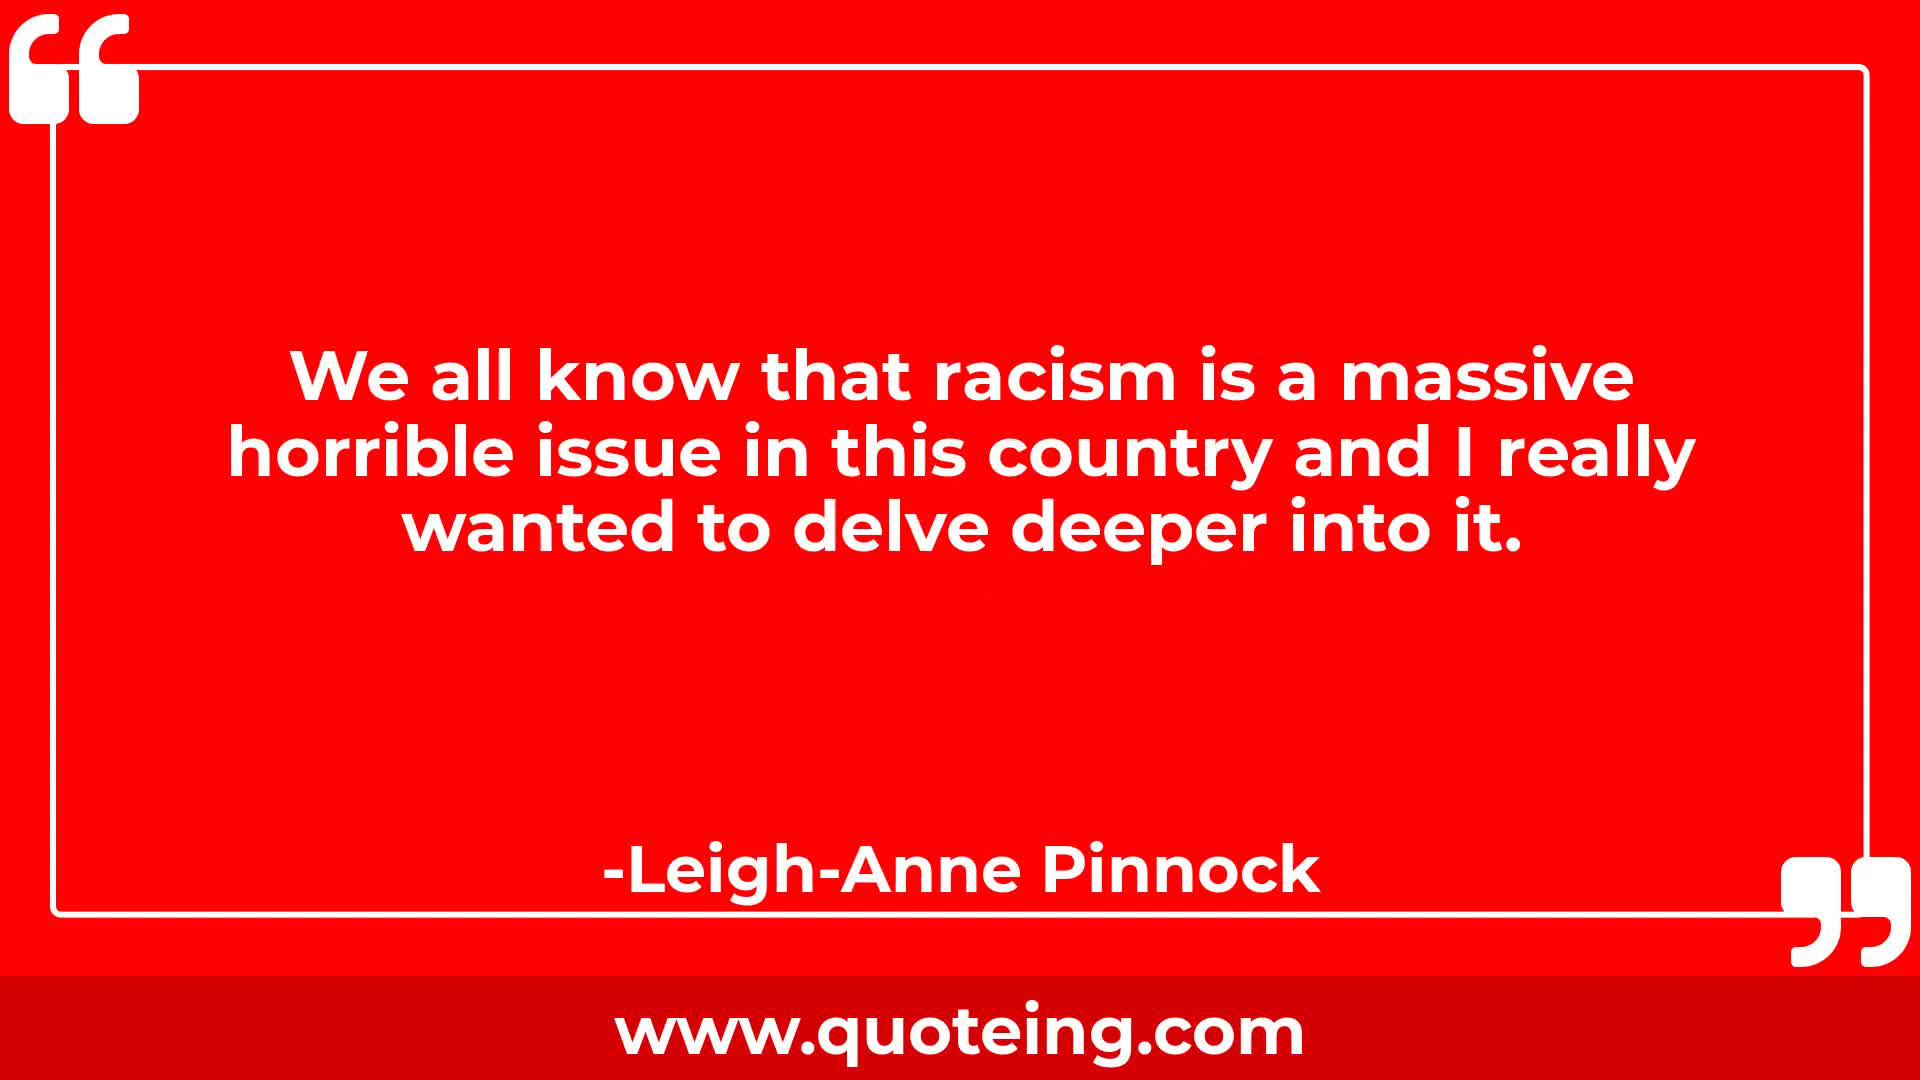 We all know that racism is a massive
horrible issue in this country and I really
wanted to delve deeper into it.
-Leigh-Anne Pinnock
www.quoteing.com